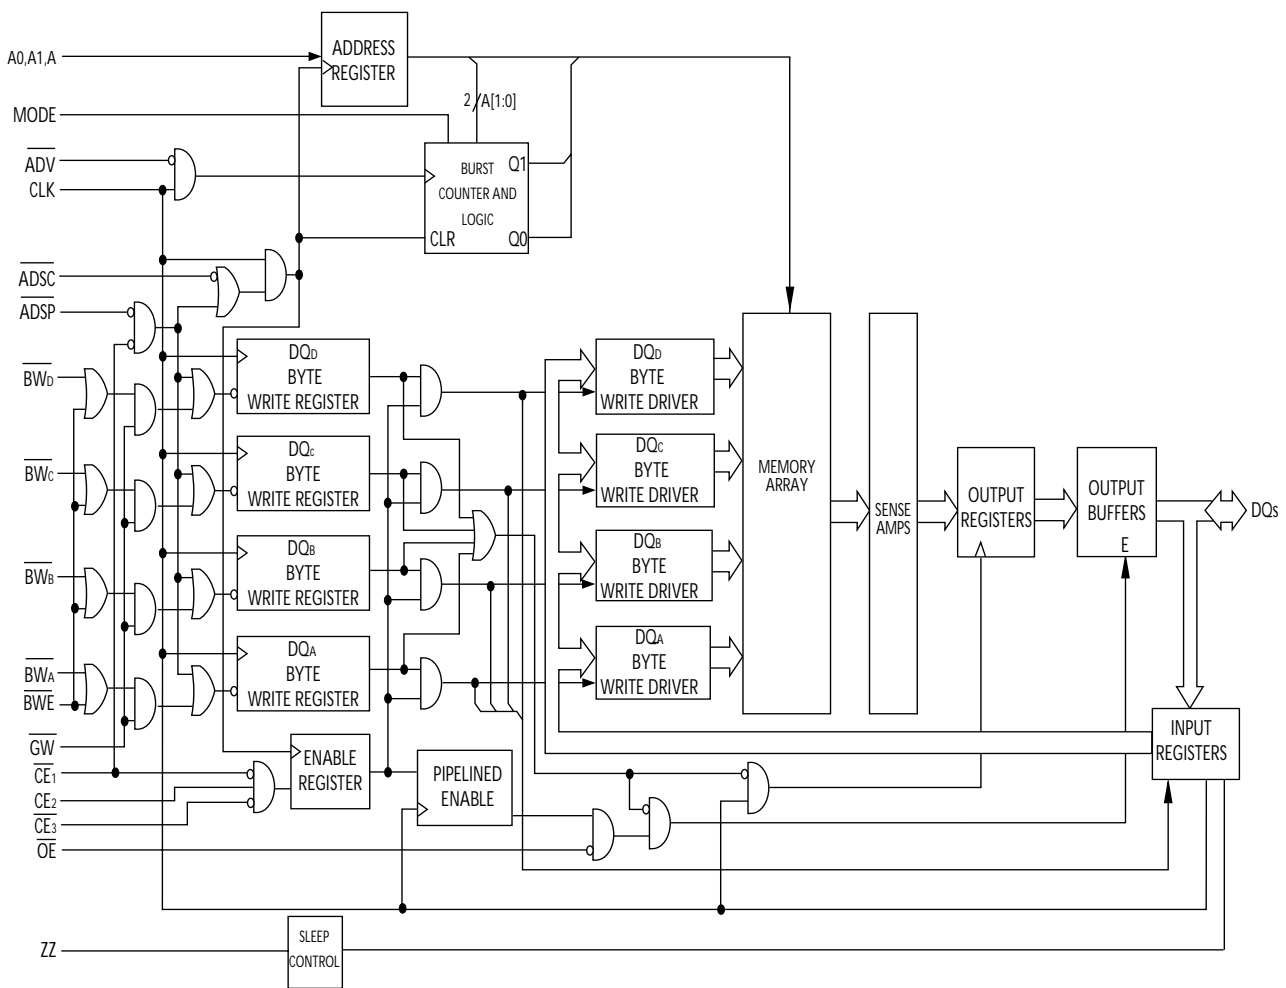 A0,A1,A
ADDRESS
REGISTER
2
A[1:0]
MODE
ADV
CLK
BURST
COUNTER AND
LOGIC
Q1
CLR
Q0
ADSC
ADSP
BWD
DQD
BYTE
WRITE REGISTER
DQD
BYTE
WRITE DRIVER
BWC
DQc
BYTE
WRITE REGISTER
DQC
BYTE
WRITE DRIVER
MEMORY
ARRAY
SENSE
AMPS
OUTPUT
REGISTERS
OUTPUT
BUFFERS
E
DQs
BWB
DQB
BYTE
WRITE REGISTER
DQB
BYTE
WRITE DRIVER
BWA
BWE
DQA
BYTE
WRITE REGISTER
DQA
BYTE
WRITE DRIVER
GW
CE1
CE2
CE3
OE
ENABLE
REGISTER
PIPELINED
ENABLE
INPUT
REGISTERS
ZZ
SLEEP
CONTROL